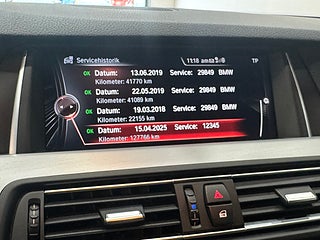 Servicehistorik 11:18 TP
OK Datum: 13.06.2019 Service: 29849 BMW
Kilometer: 41770 km
OK Datum: 22.05.2019 Service: 29849 BMW
Kilometer: 41089 km
OK Datum: 19.03.2018 Service: 29849 BMW
Kilometer: 22155 km
OK Datum: 15.04.2025 Service: 12345
Kilometer: 127766 km